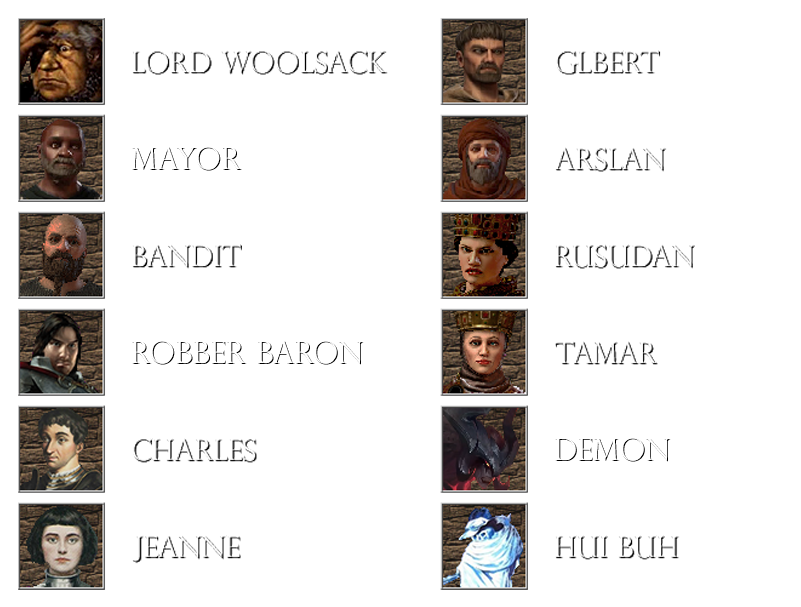 LORD WOOLSACK
MAYOR
BANDIT
ROBBER BARON
CHARLES
JEANNE
GLBERT
ARSLAN
RUSUDAN
TAMAR
DEMON
HUI BUH